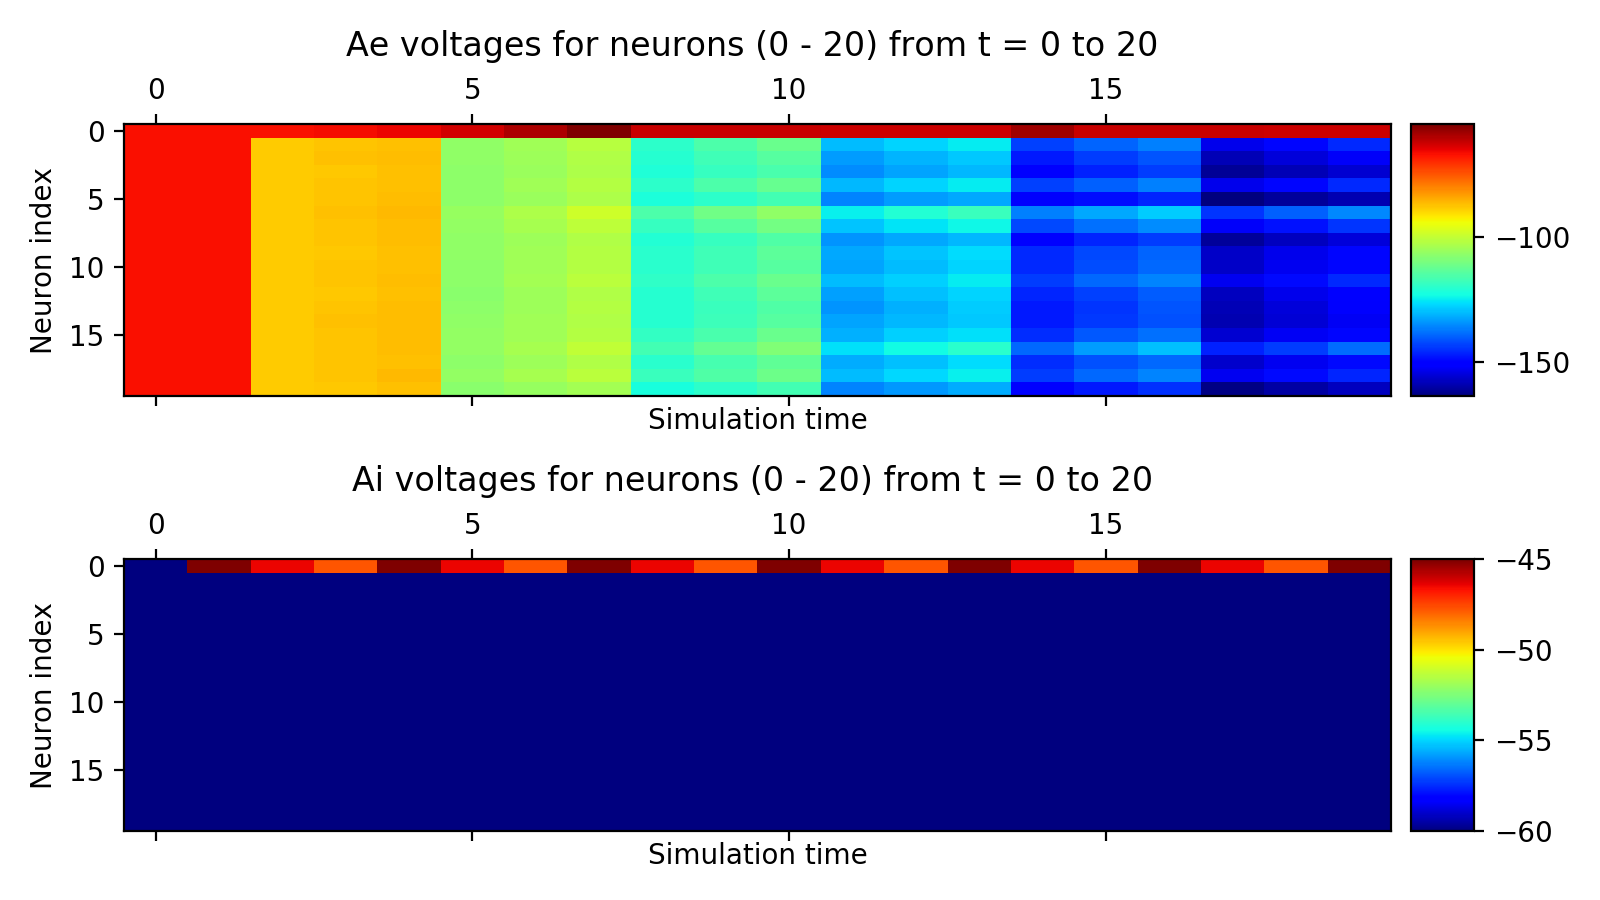 Ae voltages for neurons (0 - 20) from t = 0 to 20
0 5 10 15
0
5
10
15
Neuron index
Simulation time
−100
−150
Ai voltages for neurons (0 - 20) from t = 0 to 20
0 5 10 15
0
5
10
15
Neuron index
Simulation time
−45
−50
−55
−60